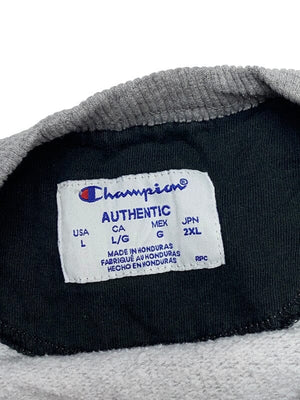 Champion
AUTHENTIC
USA CA MEX JPN
L L/G G 2XL
MADE IN HONDURAS
FABRIQUÉ AU HONDURAS
HECHO EN HONDURAS RPC